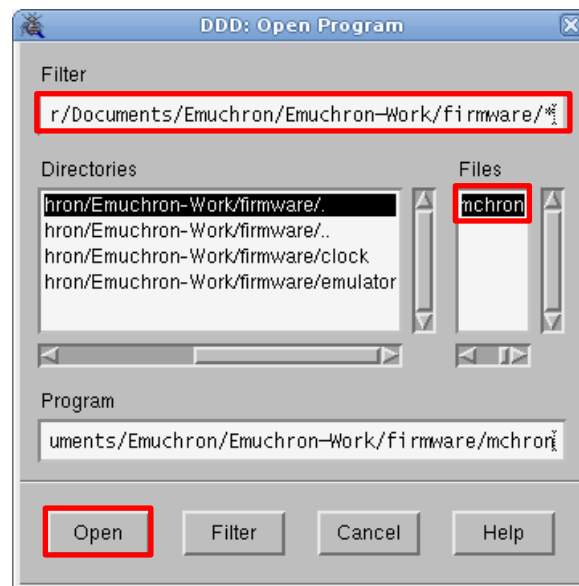 DDD: Open Program
Filter
r/Documents/Emuchron/Emuchron-Work/firmware/*
Directories
Files
hron/Emuchron-Work/firmware/.
hron/Emuchron-Work/firmware/..
hron/Emuchron-Work/firmware/clock
hron/Emuchron-Work/firmware/emulator
mchron
Program
uments/Emuchron/Emuchron-Work/firmware/mchron
Open
Filter
Cancel
Help